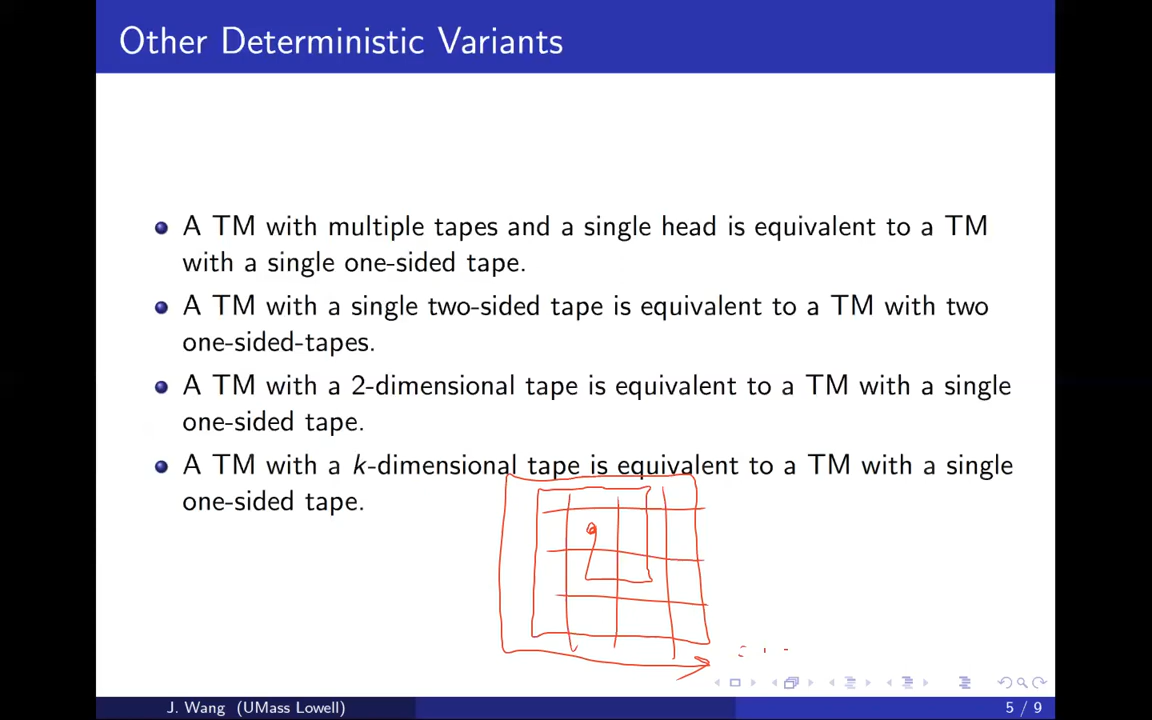 Other Deterministic Variants
A TM with multiple tapes and a single head is equivalent to a TM
with a single one-sided tape.
A TM with a single two-sided tape is equivalent to a TM with two
one-sided-tapes.
A TM with a 2-dimensional tape is equivalent to a TM with a single
one-sided tape.
A TM with a k-dimensional tape is equivalent to a TM with a single
one-sided tape.
J. Wang (UMass Lowell)
5 / 9